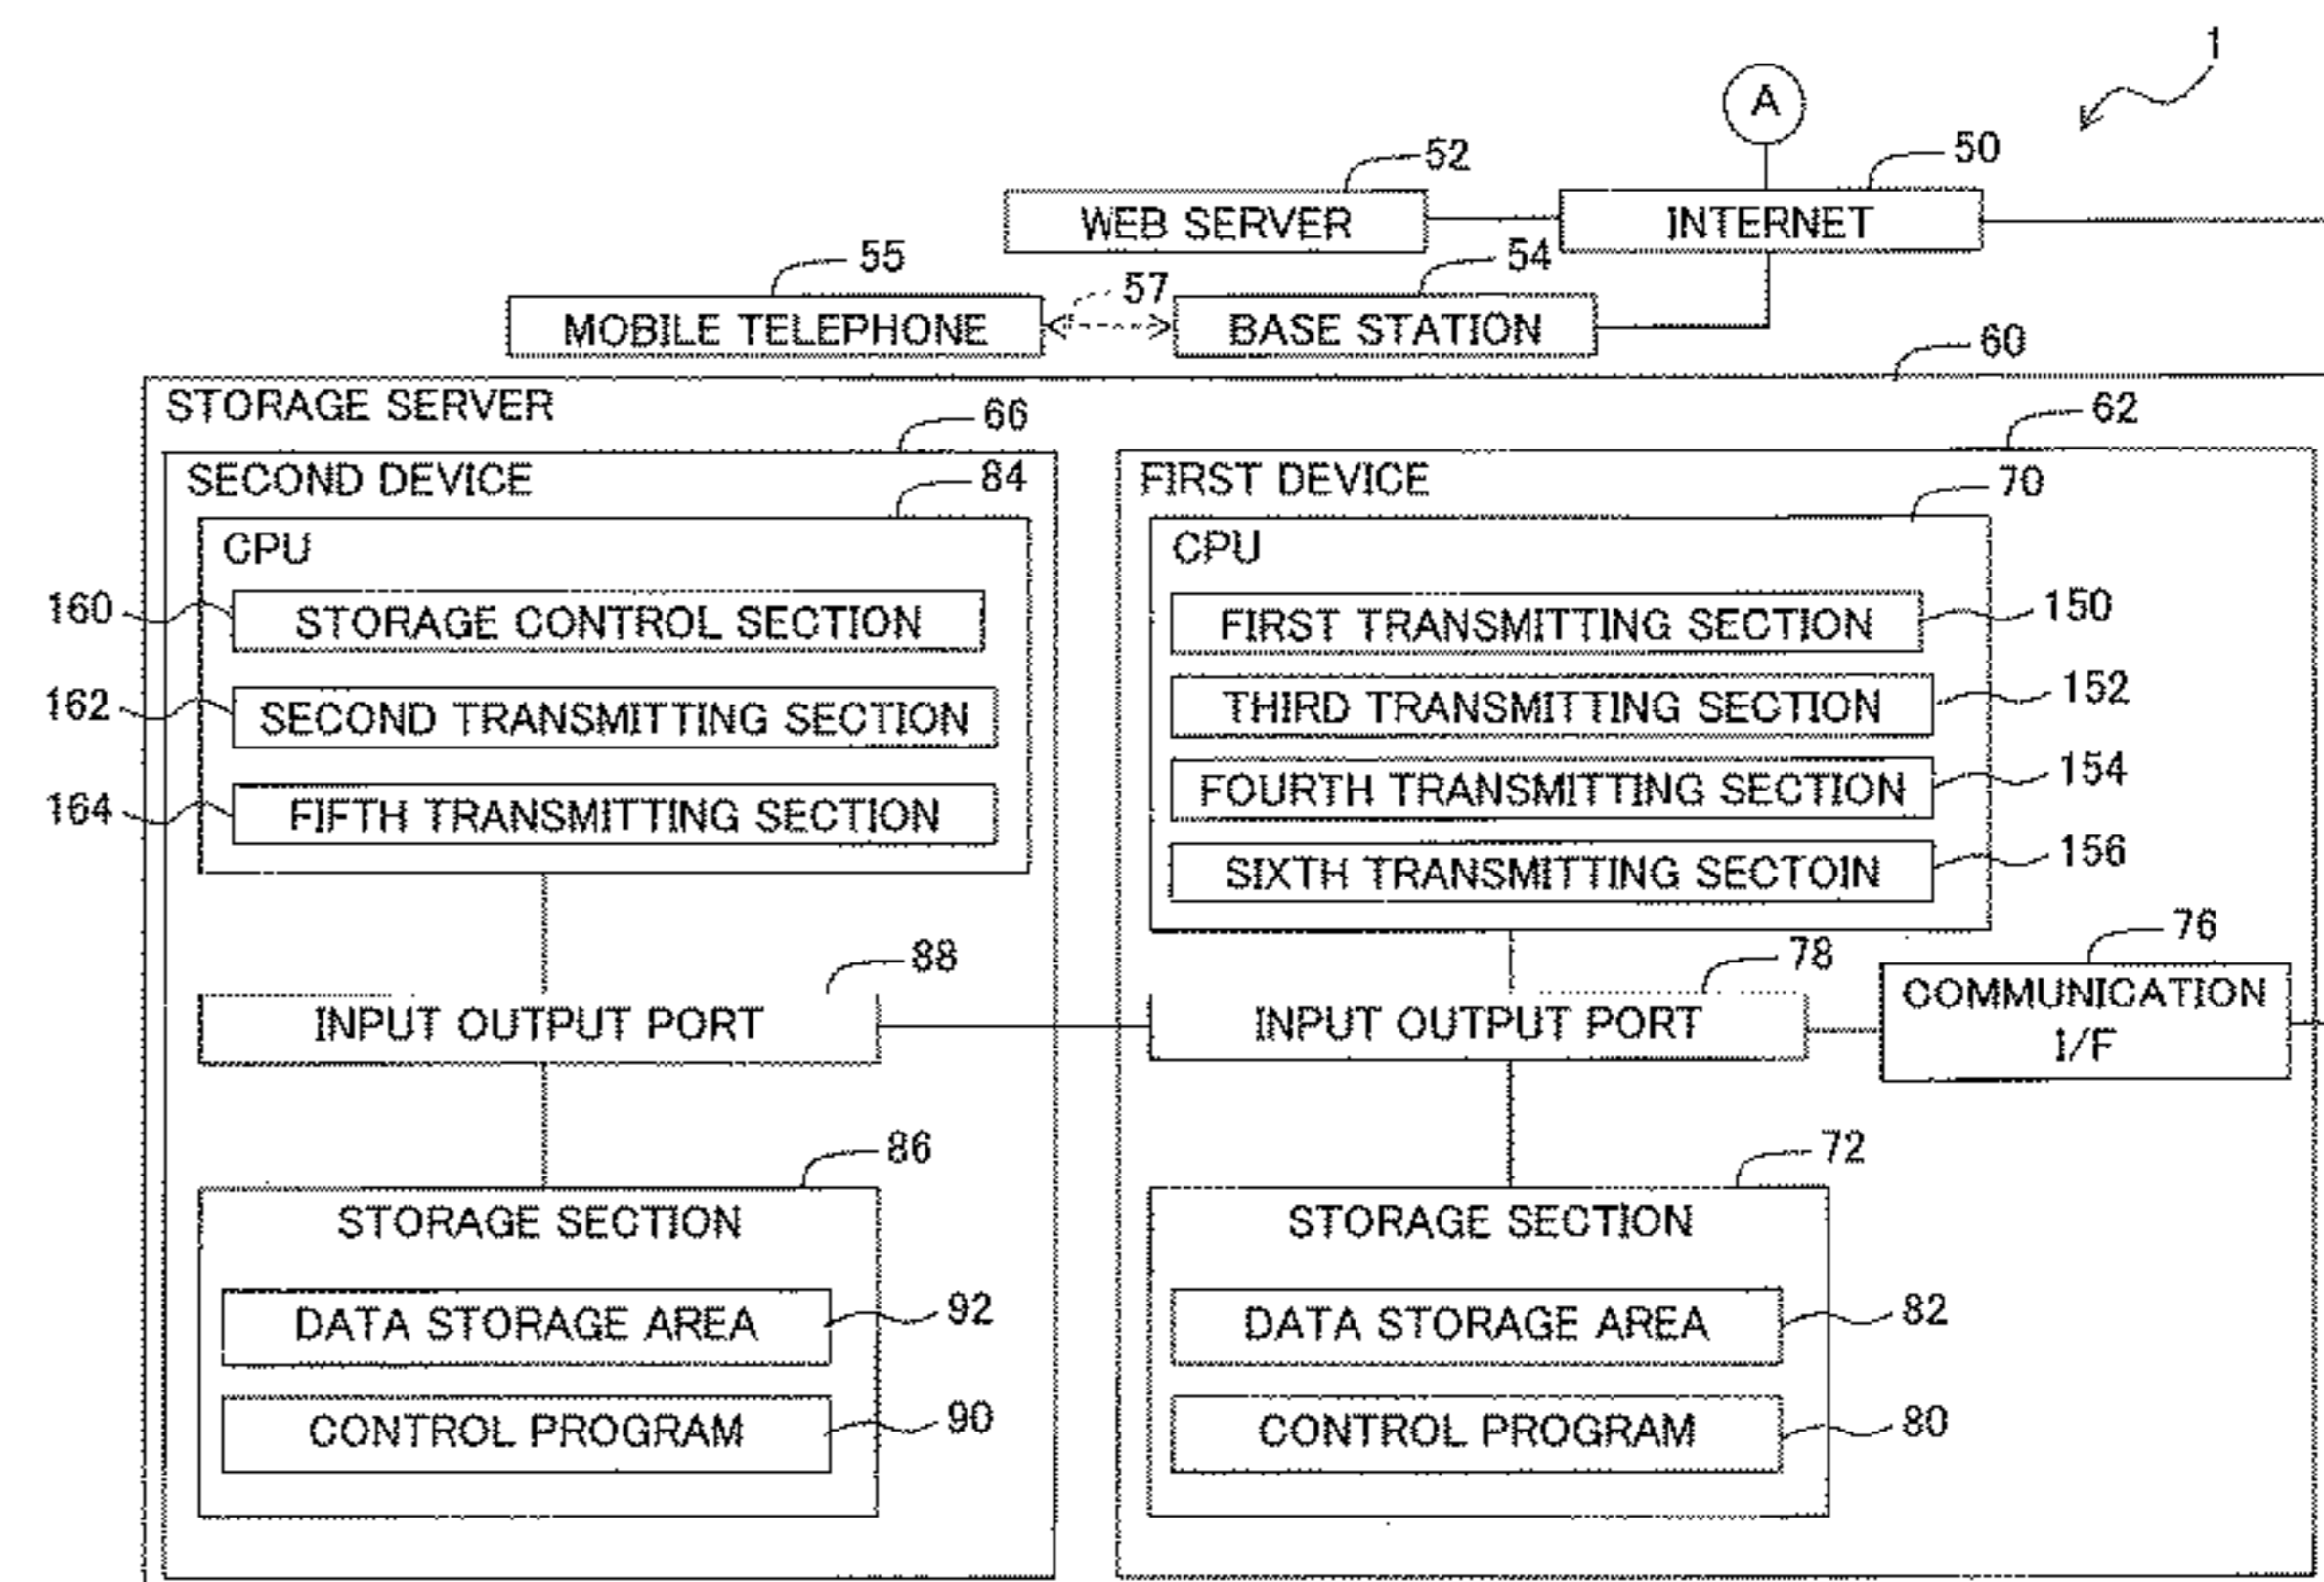 1
A
52
50
WEB SERVER
INTERNET
55
54
57
MOBILE TELEPHONE
BASE STATION
60
STORAGE SERVER
66
62
SECOND DEVICE
84
FIRST DEVICE
70
CPU
CPU
160
STORAGE CONTROL SECTION
FIRST TRANSMITTING SECTION
150
162
SECOND TRANSMITTING SECTION
THIRD TRANSMITTING SECTION
152
164
FIFTH TRANSMITTING SECTION
FOURTH TRANSMITTING SECTION
154
SIXTH TRANSMITTING SECTOIN
156
88
78
76
INPUT OUTPUT PORT
INPUT OUTPUT PORT
COMMUNICATION
I/F
86
72
STORAGE SECTION
STORAGE SECTION
DATA STORAGE AREA
92
DATA STORAGE AREA
82
CONTROL PROGRAM
90
CONTROL PROGRAM
80